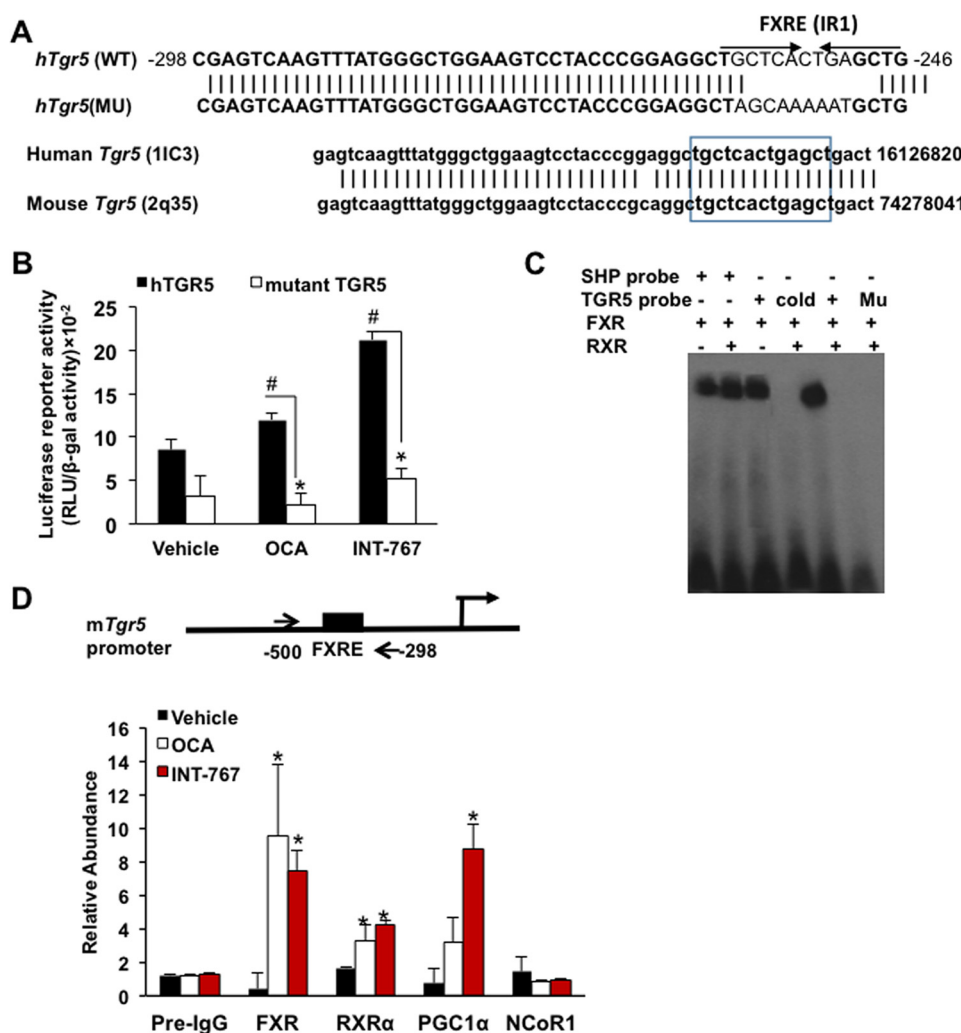 A
FXRE (IR1)
hTgr5 (WT) -298 CGAGTCAAGTTTATGGGCTGGAAGTCCTACCCGGAGGCTTGCTCACTGAGCTG -246
hTgr5(MU) CGAGTCAAGTTTATGGGCTGGAAGTCCTACCCGGAGGCTAGCAAAAATGCTG
Human Tgr5 (1IC3) gagtcaagtttatgggctggaagtcctacccggaggctgctcactgagctgact 16126820
Mouse Tgr5 (2q35) gagtcaagtttatgggctggaagtcctacccgcaggctgctcactgagctgact 74278041
B
hTGR5 mutant TGR5
Luciferase reporter activity
(RLU/β-gal activity)×10-2
25
20
15
10
5
0
#
#
*
*
Vehicle OCA INT-767
C
SHP probe + + - - - -
TGR5 probe - - + cold + Mu
FXR + + + + + +
RXR - + - + + +
D
mTgr5
promoter
-500 FXRE -298
Vehicle
OCA
INT-767
Relative Abundance
16
14
12
10
8
6
4
2
0
* * * * *
Pre-IgG FXR RXRα PGC1α NCoR1